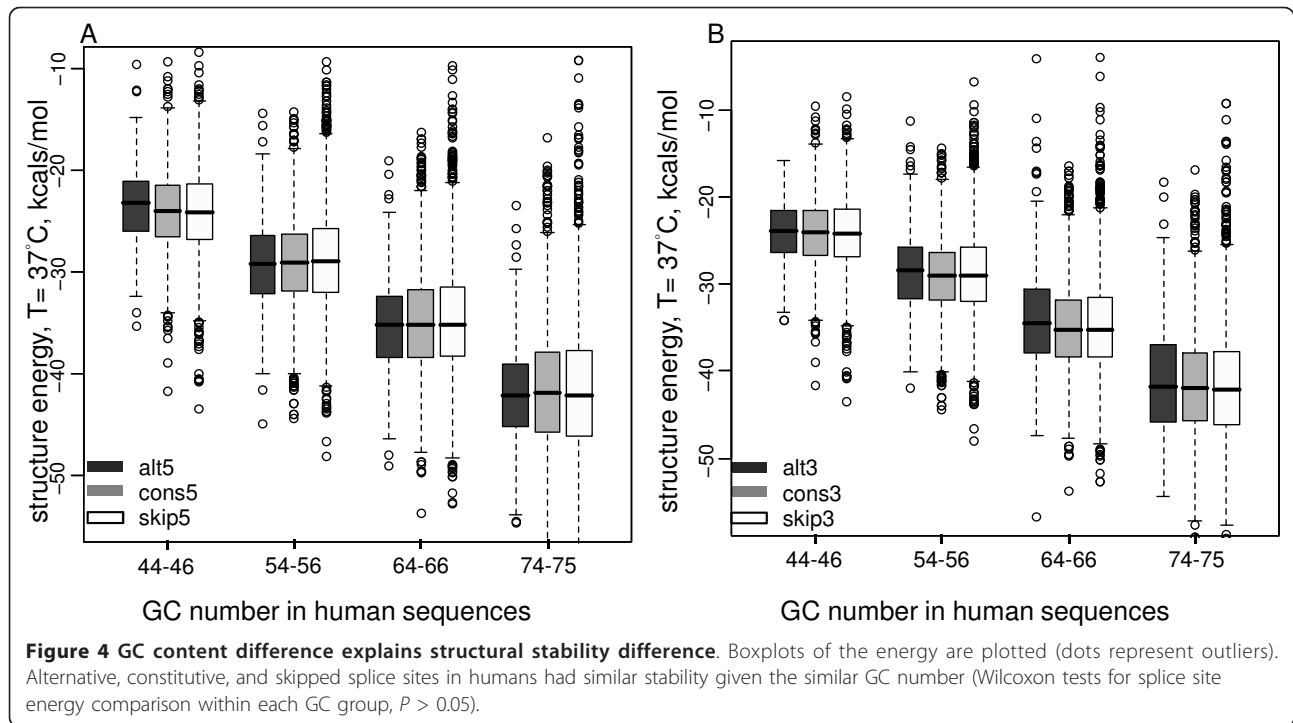 A
structure energy, T= 37°C, kcals/mol
-10
-20
-30
-40
-50
alt5
cons5
skip5
44-46 54-56 64-66 74-75
GC number in human sequences
B
structure energy, T= 37°C, kcals/mol
-10
-20
-30
-40
-50
alt3
cons3
skip3
44-46 54-56 64-66 74-75
GC number in human sequences
Figure 4 GC content difference explains structural stability difference. Boxplots of the energy are plotted (dots represent outliers).
Alternative, constitutive, and skipped splice sites in humans had similar stability given the similar GC number (Wilcoxon tests for splice site
energy comparison within each GC group, P > 0.05).